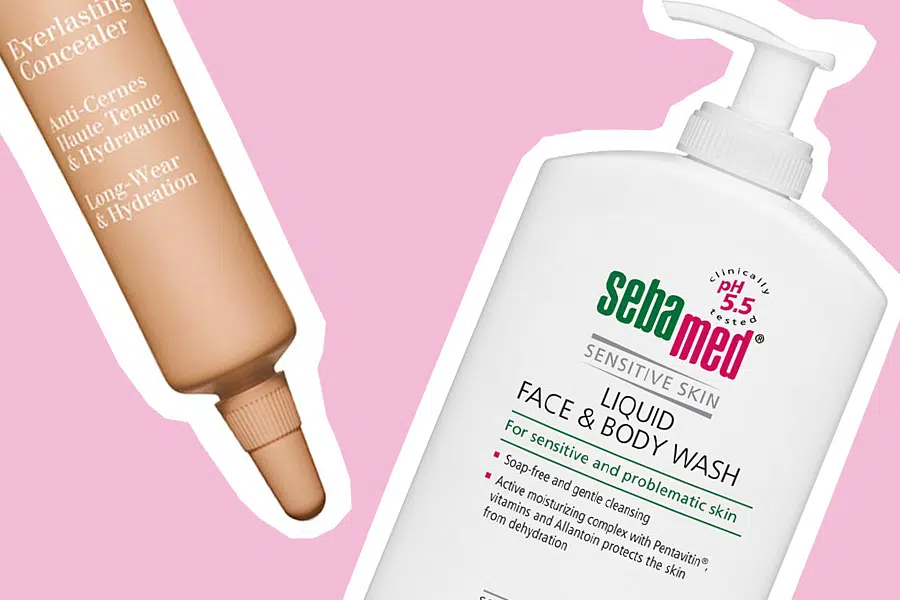 Everlasting
Concealer
Anti-Cernes
Haute Tenue
& Hydratation
Long-Wear
& Hydration
clinically
pH
5.5
tested
sebamed®
SENSITIVE SKIN
LIQUID
FACE & BODY WASH
For sensitive and problematic skin
Soap-free and gentle cleansing
Active moisturizing complex with Pentavitin®,
vitamins and Allantoin protects the skin
from dehydration